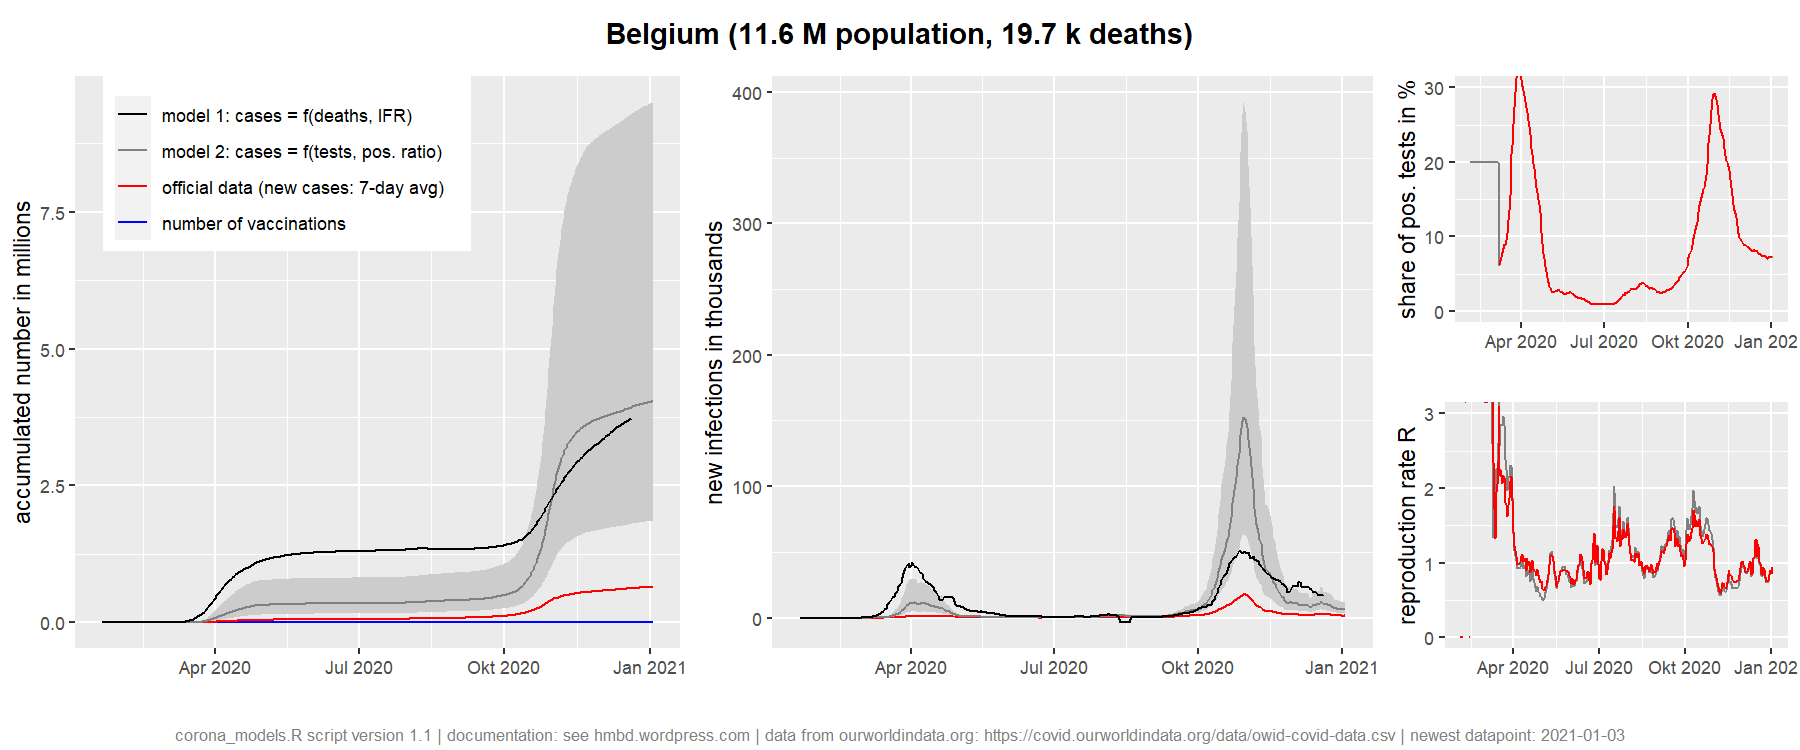 Belgium (11.6 M population, 19.7 k deaths)
accumulated number in millions
7.5
5.0
2.5
0.0
model 1: cases = f(deaths, IFR)
model 2: cases = f(tests, pos. ratio)
official data (new cases: 7-day avg)
number of vaccinations
Apr 2020 Jul 2020 Okt 2020 Jan 2021
new infections in thousands
400
300
200
100
0
Apr 2020 Jul 2020 Okt 2020 Jan 2021
share of pos. tests in %
30
20
10
0
Apr 2020 Jul 2020 Okt 2020 Jan 202
reproduction rate R
3
2
1
0
Apr 2020 Jul 2020 Okt 2020 Jan 202
corona_models.R script version 1.1 | documentation: see hmbd.wordpress.com | data from ourworldindata.org: https://covid.ourworldindata.org/data/owid-covid-data.csv | newest datapoint: 2021-01-03